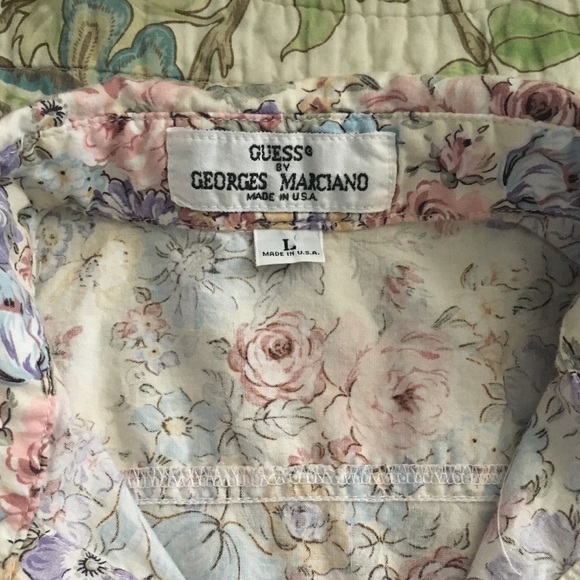 GUESS®
BY
GEORGES MARCIANO
MADE IN U.S.A.
L
MADE IN U.S.A.